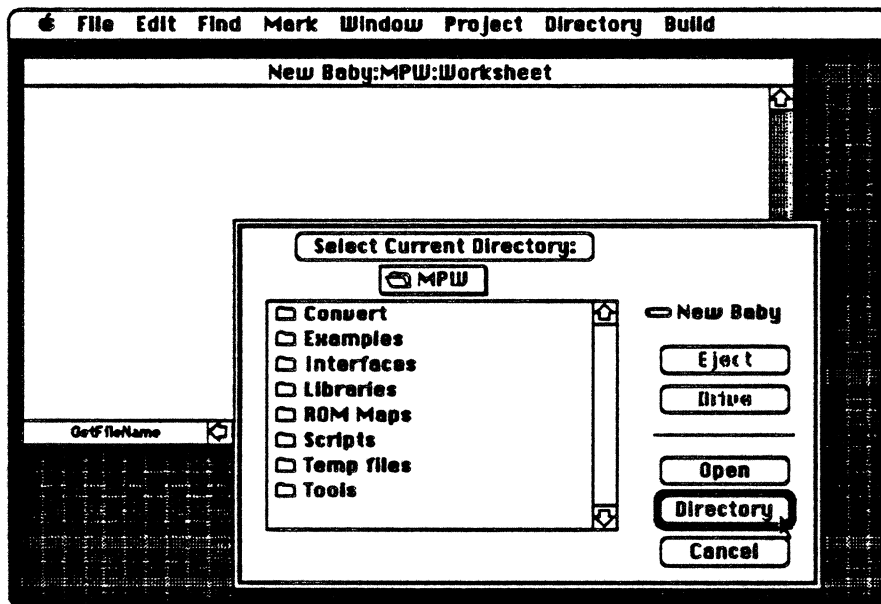 File Edit Find Mark Window Project Directory Build
New Baby:MPW:Worksheet
Select Current Directory:
MPW
Convert
Examples
Interfaces
Libraries
ROM Maps
Scripts
Temp files
Tools
New Baby
Eject
Drive
Open
Directory
Cancel
GetFileName